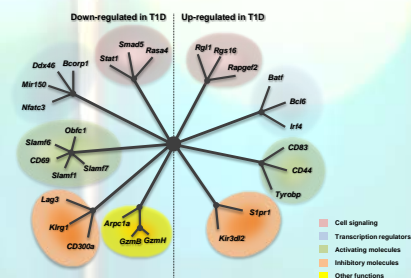 Down-regulated in T1D
Up-regulated in T1D
Smad5
Rasa4
Stat1
Rgl1
Rgs16
Rapgef2
Ddx46
Bcorp1
Mir150
Nfatc3
Batf
Bcl6
Irf4
Obfc1
Slamf6
CD69
Slamf1
Slamf7
CD83
CD44
Tyrobp
Lag3
Klrg1
CD300a
Arpc1a
GzmB
GzmH
S1pr1
Kir3dl2
Cell signaling
Transcription regulators
Activating molecules
Inhibitory molecules
Other functions